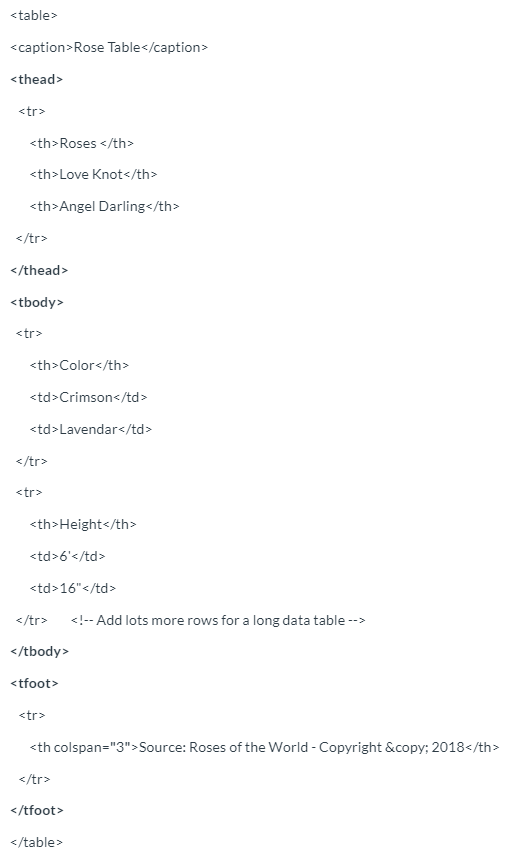 <table>
<caption>Rose Table</caption>
<thead>
<tr>
<th>Roses </th>
<th>Love Knot</th>
<th>Angel Darling</th>
</tr>
</thead>
<tbody>
<tr>
<th>Color</th>
<td>Crimson</td>
<td>Lavendar</td>
</tr>
<tr>
<th>Height</th>
<td>6'</td>
<td>16"</td>
</tr> <!-- Add lots more rows for a long data table -->
</tbody>
<tfoot>
<tr>
<th colspan="3">Source: Roses of the World - Copyright &copy; 2018</th>
</tr>
</tfoot>
</table>